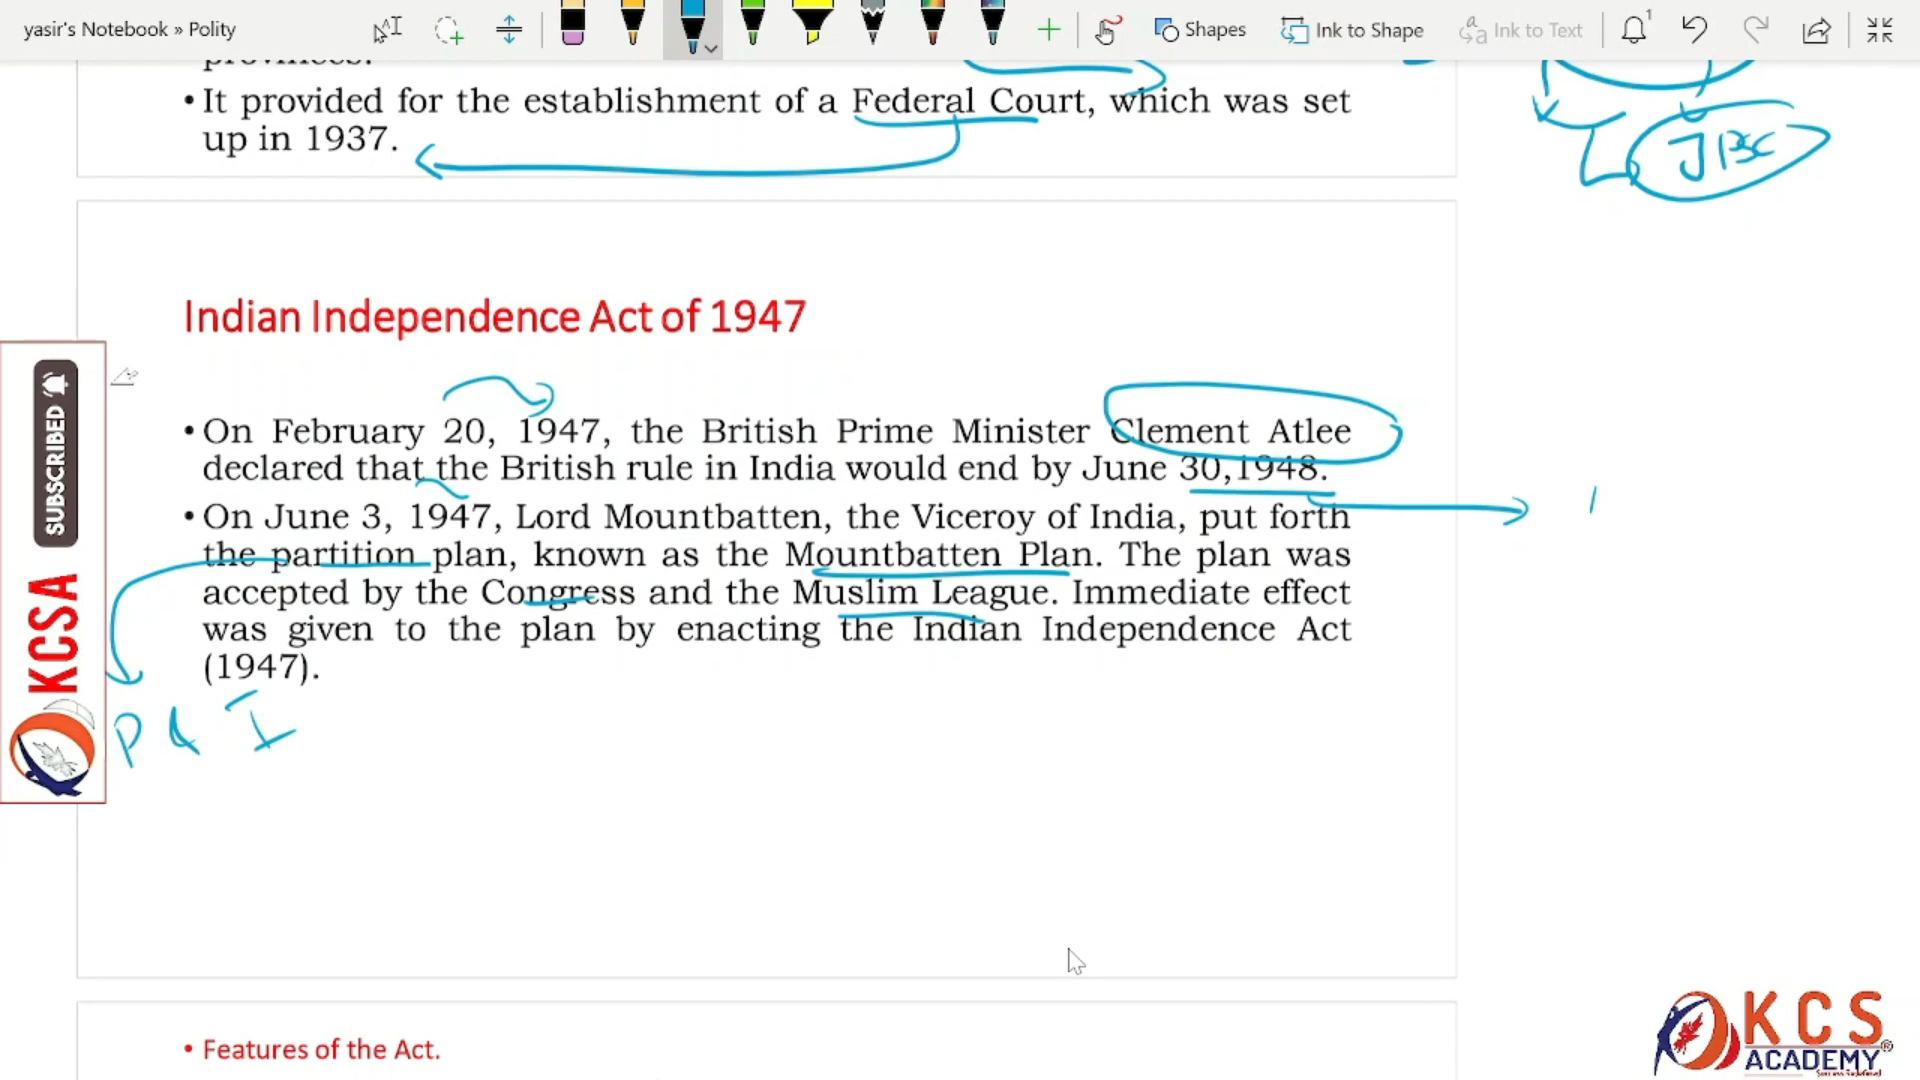 yasir's Notebook » Polity
Shapes
Ink to Shape
Ink to Text
1
provinces.
• It provided for the establishment of a Federal Court, which was set
up in 1937.
Indian Independence Act of 1947
• On February 20, 1947, the British Prime Minister Clement Atlee
declared that the British rule in India would end by June 30,1948.
• On June 3, 1947, Lord Mountbatten, the Viceroy of India, put forth
the partition plan, known as the Mountbatten Plan. The plan was
accepted by the Congress and the Muslim League. Immediate effect
was given to the plan by enacting the Indian Independence Act
(1947).
P & I
SUBSCRIBED
KCSA
• Features of the Act.
KCS
ACADEMY®